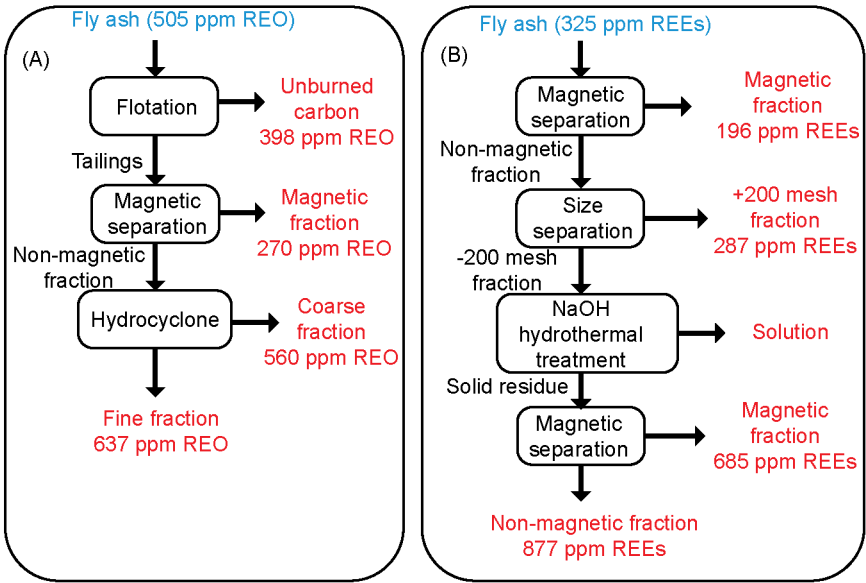 Fly ash (505 ppm REO)
(A)
Flotation
Unburned
carbon
398 ppm REO
Tailings
Magnetic
separation
Magnetic
fraction
270 ppm REO
Non-magnetic
fraction
Hydrocyclone
Coarse
fraction
560 ppm REO
Fine fraction
637 ppm REO
Fly ash (325 ppm REEs)
(B)
Magnetic
separation
Magnetic
fraction
196 ppm REEs
Non-magnetic
fraction
Size
separation
+200 mesh
fraction
287 ppm REEs
-200 mesh
fraction
NaOH
hydrothermal
treatment
Solution
Solid residue
Magnetic
separation
Magnetic
fraction
685 ppm REEs
Non-magnetic fraction
877 ppm REEs